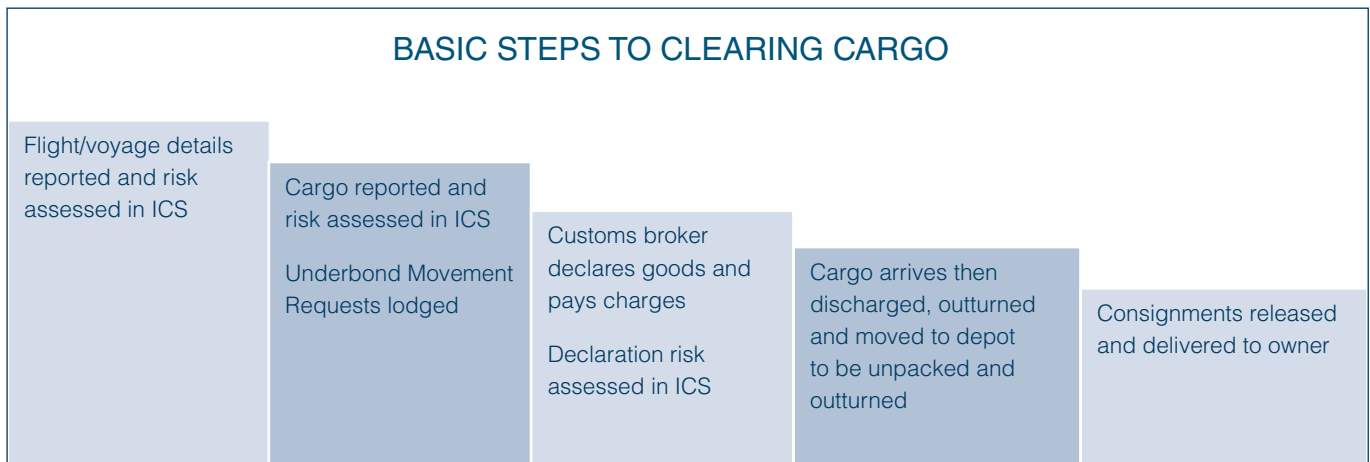 BASIC STEPS TO CLEARING CARGO
Flight/voyage details
reported and risk
assessed in ICS
Cargo reported and
risk assessed in ICS
Underbond Movement
Requests lodged
Customs broker
declares goods and
pays charges
Declaration risk
assessed in ICS
Cargo arrives then
discharged, outturned
and moved to depot
to be unpacked and
outturned
Consignments released
and delivered to owner